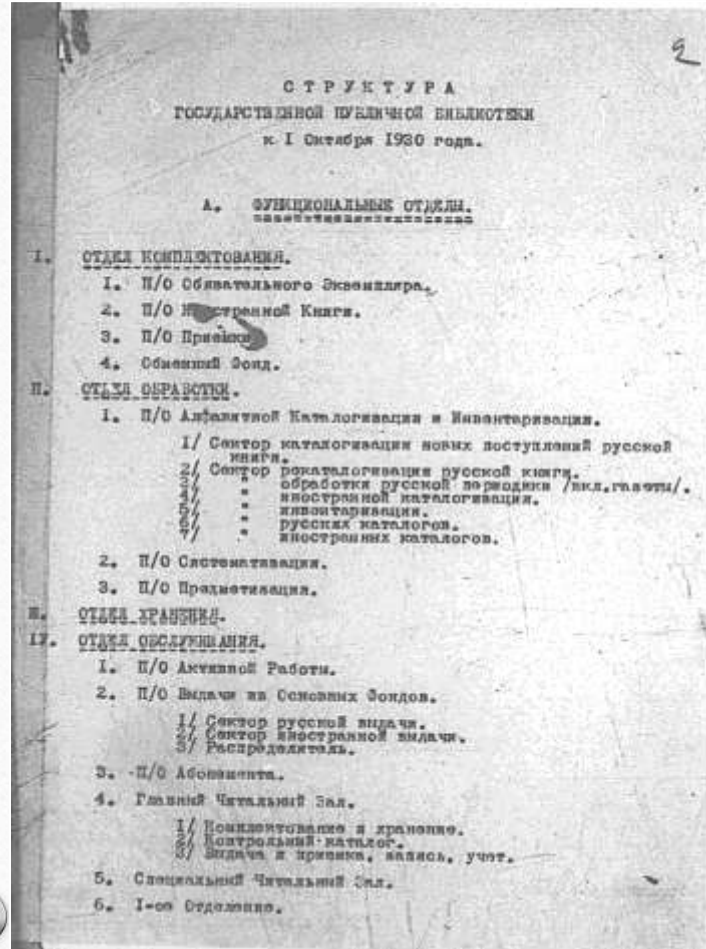 2
СТРУКТУРА
ГОСУДАРСТВЕННОЙ ПУБЛИЧНОЙ БИБЛИОТЕКИ
к I Октября 1930 года.
А. ФУНКЦИОНАЛЬНЫЕ ОТДЕЛЫ.
I. ОТДЕЛ КОМПЛЕКТОВАНИЯ.
I. П/О Обязательного Экземпляра.
2. П/О Иностранной Книги.
3. П/О Приемки
4. Обменный Фонд.
II. ОТДЕЛ ОБРАБОТКИ.
I. П/О Алфавитной Каталогизации и Инвентаризации.
I/ Сектор каталогизации новых поступлений русской
книги.
2/ Сектор рекаталогизации русской книги.
3/ " обработки русской периодики /вкл.газеты/.
4/ " иностранной каталогизации.
5/ " инвентаризации.
6/ " русских каталогов.
7/ " иностранных каталогов.
2. П/О Систематизации.
3. П/О Предметизации.
III. ОТДЕЛ ХРАНЕНИЯ.
IУ. ОТДЕЛ ОБСЛУЖИВАНИЯ.
I. П/О Активной Работы.
2. П/О Выдачи из Основных Фондов.
I/ Сектор русской выдачи.
2/ Сектор иностранной выдачи.
3/ Распределитель.
3. П/О Абонемента.
4. Главный Читальный Зал.
I/ Комплектование и хранение.
2/ Контрольный каталог.
3/ Выдача и приемка, запись, учет.
5. Специальный Читальный Зал.
6. I-ое Отделение.